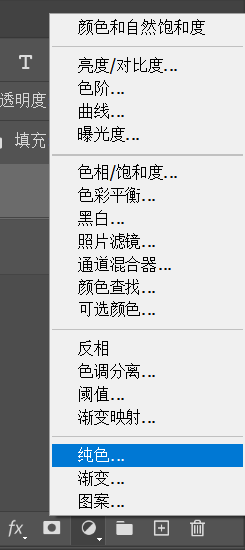 颜色和自然饱和度
T
亮度/对比度...
色阶...
透明度
曲线...
曝光度...
填充
色相/饱和度...
色彩平衡...
黑白...
照片滤镜...
通道混合器...
颜色查找...
可选颜色...
反相
色调分离...
阈值...
渐变映射...
纯色...
渐变...
图案...
fx